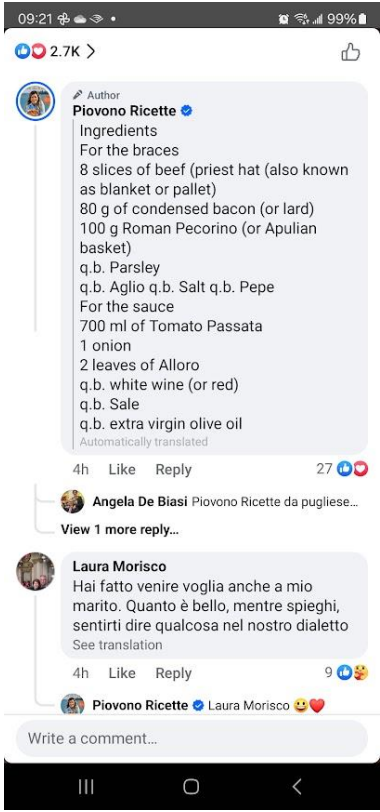 09:21
99%
2.7K >
Author
Piovono Ricette
Ingredients
For the braces
8 slices of beef (priest hat (also known
as blanket or pallet)
80 g of condensed bacon (or lard)
100 g Roman Pecorino (or Apulian
basket)
q.b. Parsley
q.b. Aglio q.b. Salt q.b. Pepe
For the sauce
700 ml of Tomato Passata
1 onion
2 leaves of Alloro
q.b. white wine (or red)
q.b. Sale
q.b. extra virgin olive oil
Automatically translated
4h Like Reply 27
Angela De Biasi Piovono Ricette da pugliese...
View 1 more reply...
Laura Morisco
Hai fatto venire voglia anche a mio
marito. Quanto è bello, mentre spieghi,
sentirti dire qualcosa nel nostro dialetto
See translation
4h Like Reply 9
Piovono Ricette Laura Morisco 😃❤️
Write a comment...